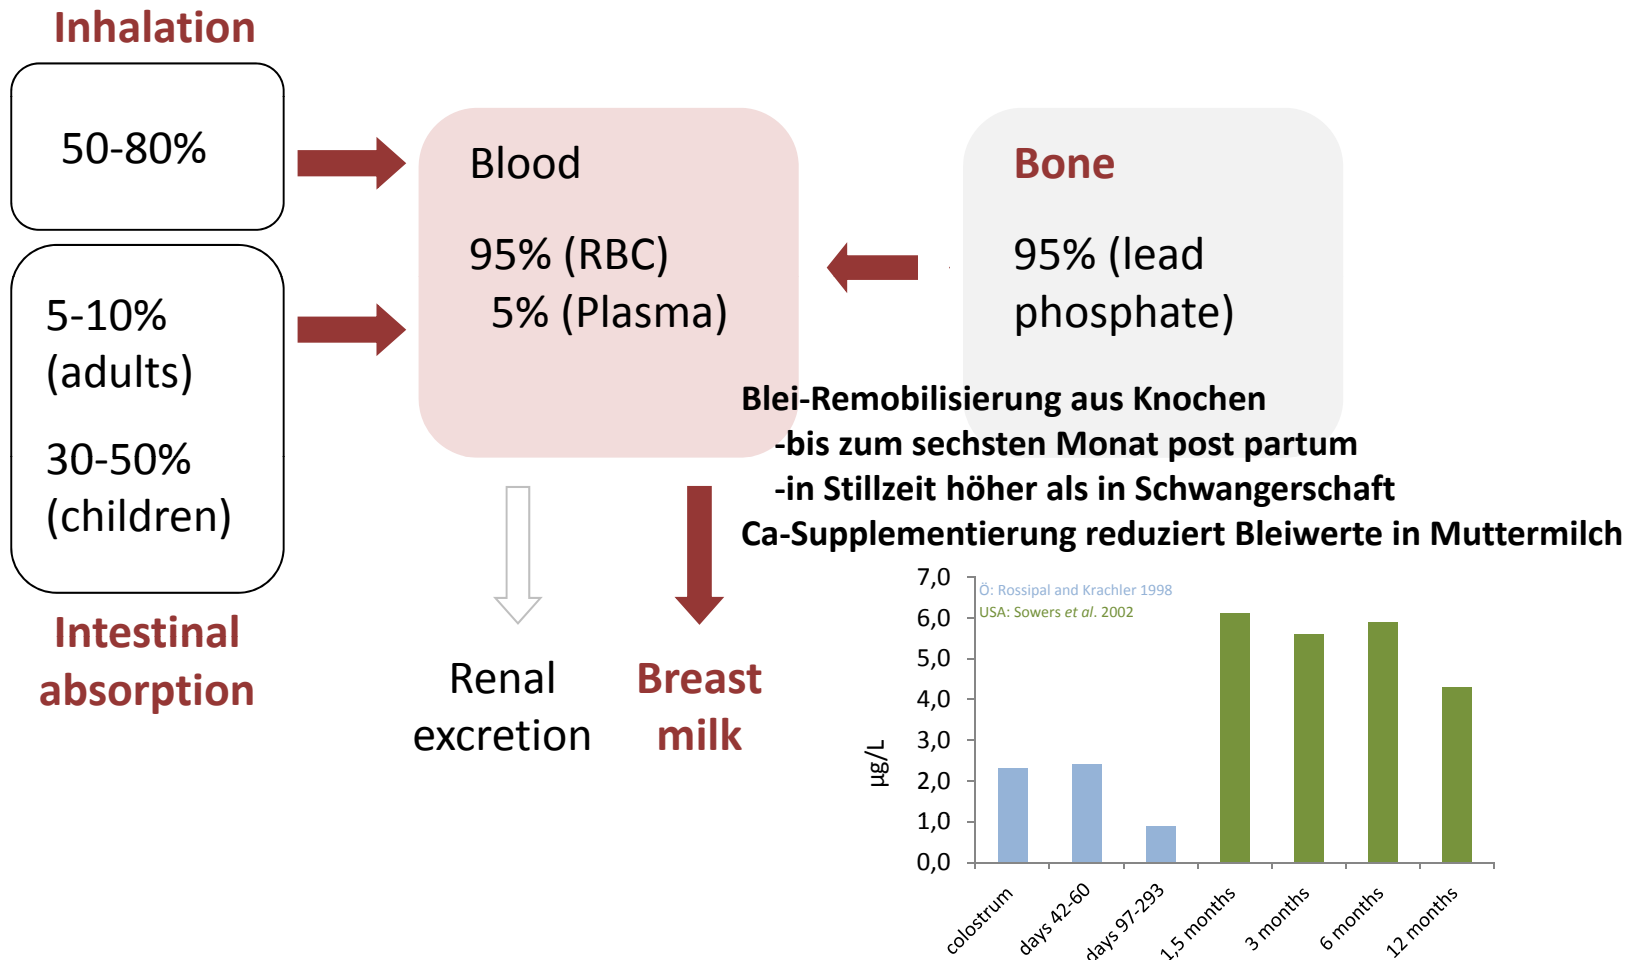 Inhalation
50-80%
5-10%
(adults)
30-50%
(children)
Intestinal
absorption
Blood
95% (RBC)
5% (Plasma)
Bone
95% (lead
phosphate)
Blei-Remobilisierung aus Knochen
-bis zum sechsten Monat post partum
-in Stillzeit höher als in Schwangerschaft
Ca-Supplementierung reduziert Bleiwerte in Muttermilch
Renal
excretion
Breast
milk
Ö: Rossipal and Krachler 1998
USA: Sowers et al. 2002
µg/L
7,0
6,0
5,0
4,0
3,0
2,0
1,0
0,0
colostrum
days 42-60
days 97-293
1,5 months
3 months
6 months
12 months